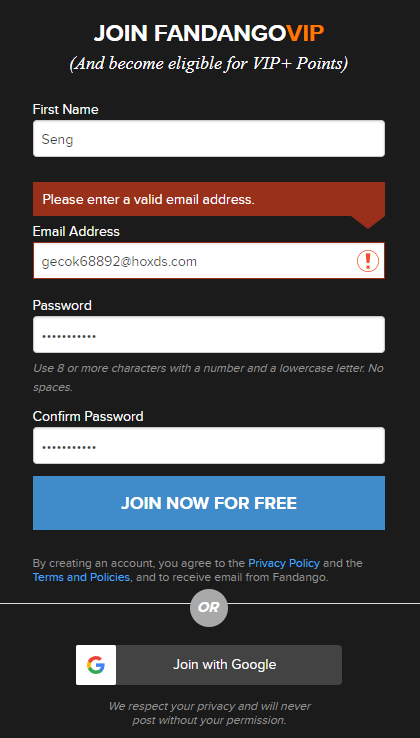 JOIN FANDANGOVIP
(And become eligible for VIP+ Points)
First Name
Seng
Please enter a valid email address.
Email Address
gecok68892@hoxds.com
!
Password
•••••••••••
Use 8 or more characters with a number and a lowercase letter. No
spaces.
Confirm Password
•••••••••••
JOIN NOW FOR FREE
By creating an account, you agree to the Privacy Policy and the
Terms and Policies, and to receive email from Fandango.
OR
G
Join with Google
We respect your privacy and will never
post without your permission.